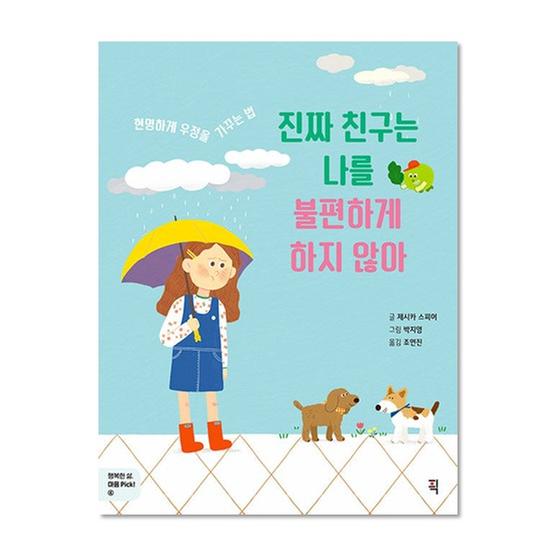 현명하게 우정을 가꾸는 법
진짜 친구는
나를
불편하게
하지 않아
글 제시카 스피어
그림 박지영
옮김 조연진
행복한 삶,
마음 Pick!
④
픽